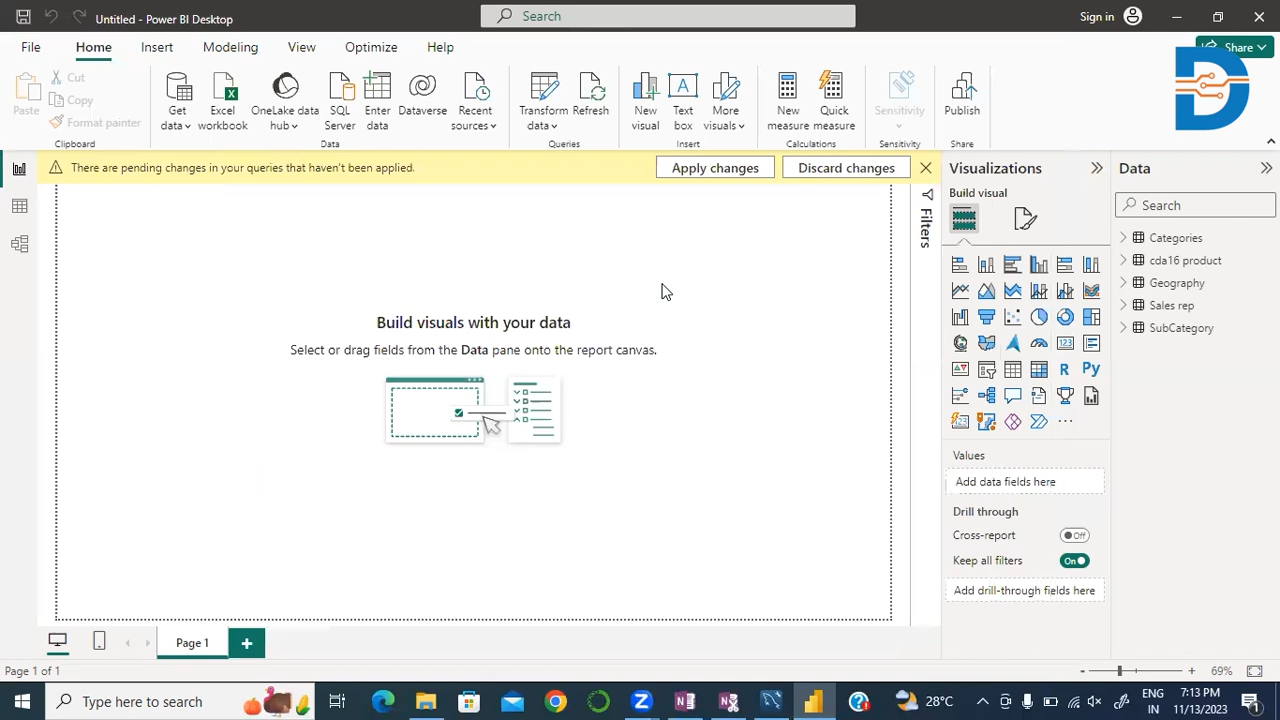 Untitled - Power BI Desktop
Search
Sign in
File
Home
Insert
Modeling
View
Optimize
Help
Share
Paste
Cut
Copy
Format painter
Clipboard
Get data
Excel workbook
OneLake data hub
SQL Server
Enter data
Dataverse
Recent sources
Data
Transform data
Refresh
Queries
New visual
Text box
More visuals
Insert
New measure
Quick measure
Calculations
Sensitivity
Sensitivity
Publish
Share
There are pending changes in your queries that haven't been applied.
Apply changes
Discard changes
Filters
Build visuals with your data
Select or drag fields from the Data pane onto the report canvas.
Visualizations
Build visual
R
Py
123
Values
Add data fields here
Drill through
Cross-report
Off
Keep all filters
On
Add drill-through fields here
Data
Search
Categories
cda16 product
Geography
Sales rep
SubCategory
Page 1
Page 1 of 1
69%
Type here to search
28°C
ENG
IN
7:13 PM
11/13/2023
1